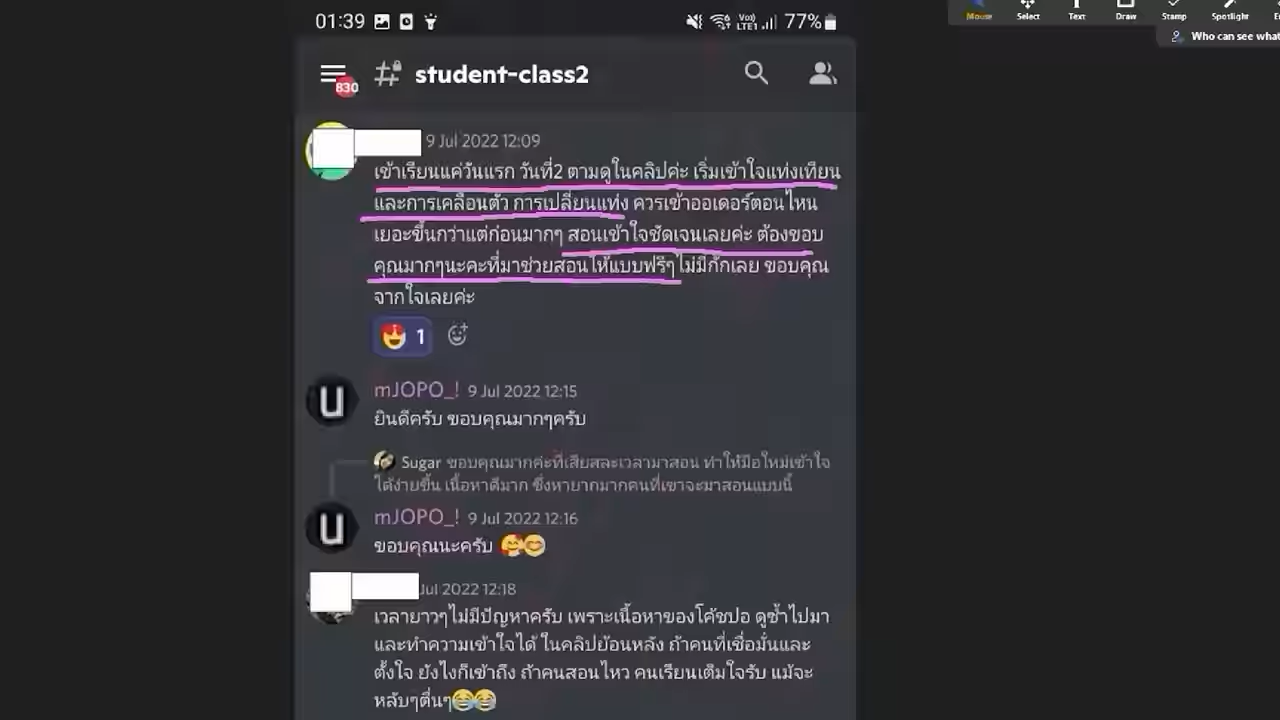 01:39
Vo) LTE1 77%
Mouse Select Text Draw Stamp Spotlight
Who can see what
830
student-class2
9 Jul 2022 12:09
เข้าเรียนแค่วันแรก วันที่2 ตามดูในคลิปค่ะ เริ่มเข้าใจแท่งเทียน
และการเคลื่อนตัว การเปลี่ยนแท่ง ควรเข้าออเดอร์ตอนไหน
เยอะขึ้นกว่าแต่ก่อนมากๆ สอนเข้าใจชัดเจนเลยค่ะ ต้องขอบ
คุณมากๆนะคะที่มาช่วยสอนให้แบบฟรีๆ ไม่มีกั๊กเลย ขอบคุณ
จากใจเลยค่ะ
1
mJOPO_! 9 Jul 2022 12:15
ยินดีครับ ขอบคุณมากๆครับ
Sugar ขอบคุณมากค่ะที่เสียสละเวลามาสอน ทำให้มือใหม่เข้าใจ
ได้ง่ายขึ้น เนื้อหาดีมาก ซึ่งหายากมากคนที่เขาจะมาสอนแบบนี้
mJOPO_! 9 Jul 2022 12:16
ขอบคุณนะครับ 🥰😊
Jul 2022 12:18
เวลายาวๆไม่มีปัญหาครับ เพราะเนื้อหาของโค้ชปอ ดูซ้ำไปมา
และทำความเข้าใจได้ ในคลิปย้อนหลัง ถ้าคนที่เชื่อมั่นและ
ตั้งใจ ยังไงก็เข้าถึง ถ้าคนสอนไหว คนเรียนเต็มใจรับ แม้จะ
หลับๆตื่นๆ😂😂